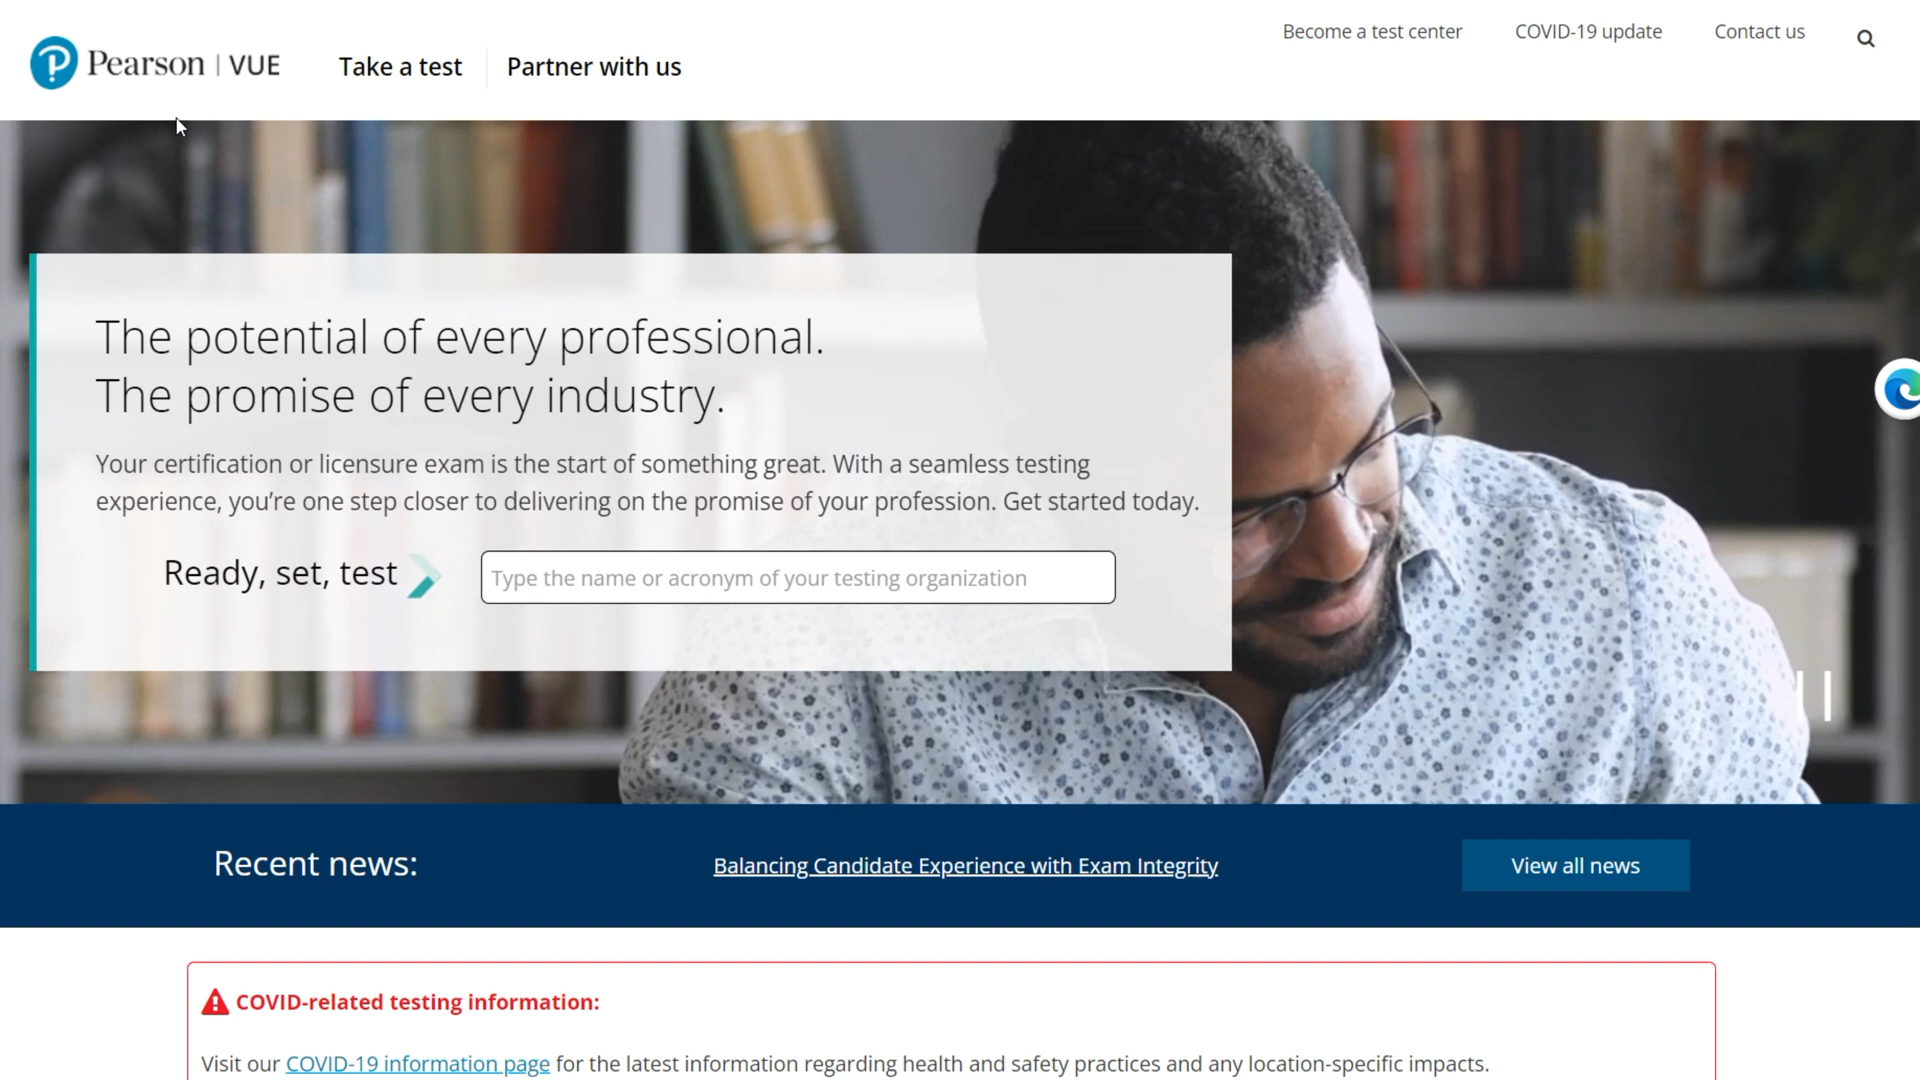 Become a test center COVID-19 update Contact us
Pearson | VUE Take a test Partner with us
The potential of every professional.
The promise of every industry.
Your certification or licensure exam is the start of something great. With a seamless testing
experience, you’re one step closer to delivering on the promise of your profession. Get started today.
Ready, set, test Type the name or acronym of your testing organization
Recent news: Balancing Candidate Experience with Exam Integrity View all news
COVID-related testing information:
Visit our COVID-19 information page for the latest information regarding health and safety practices and any location-specific impacts.